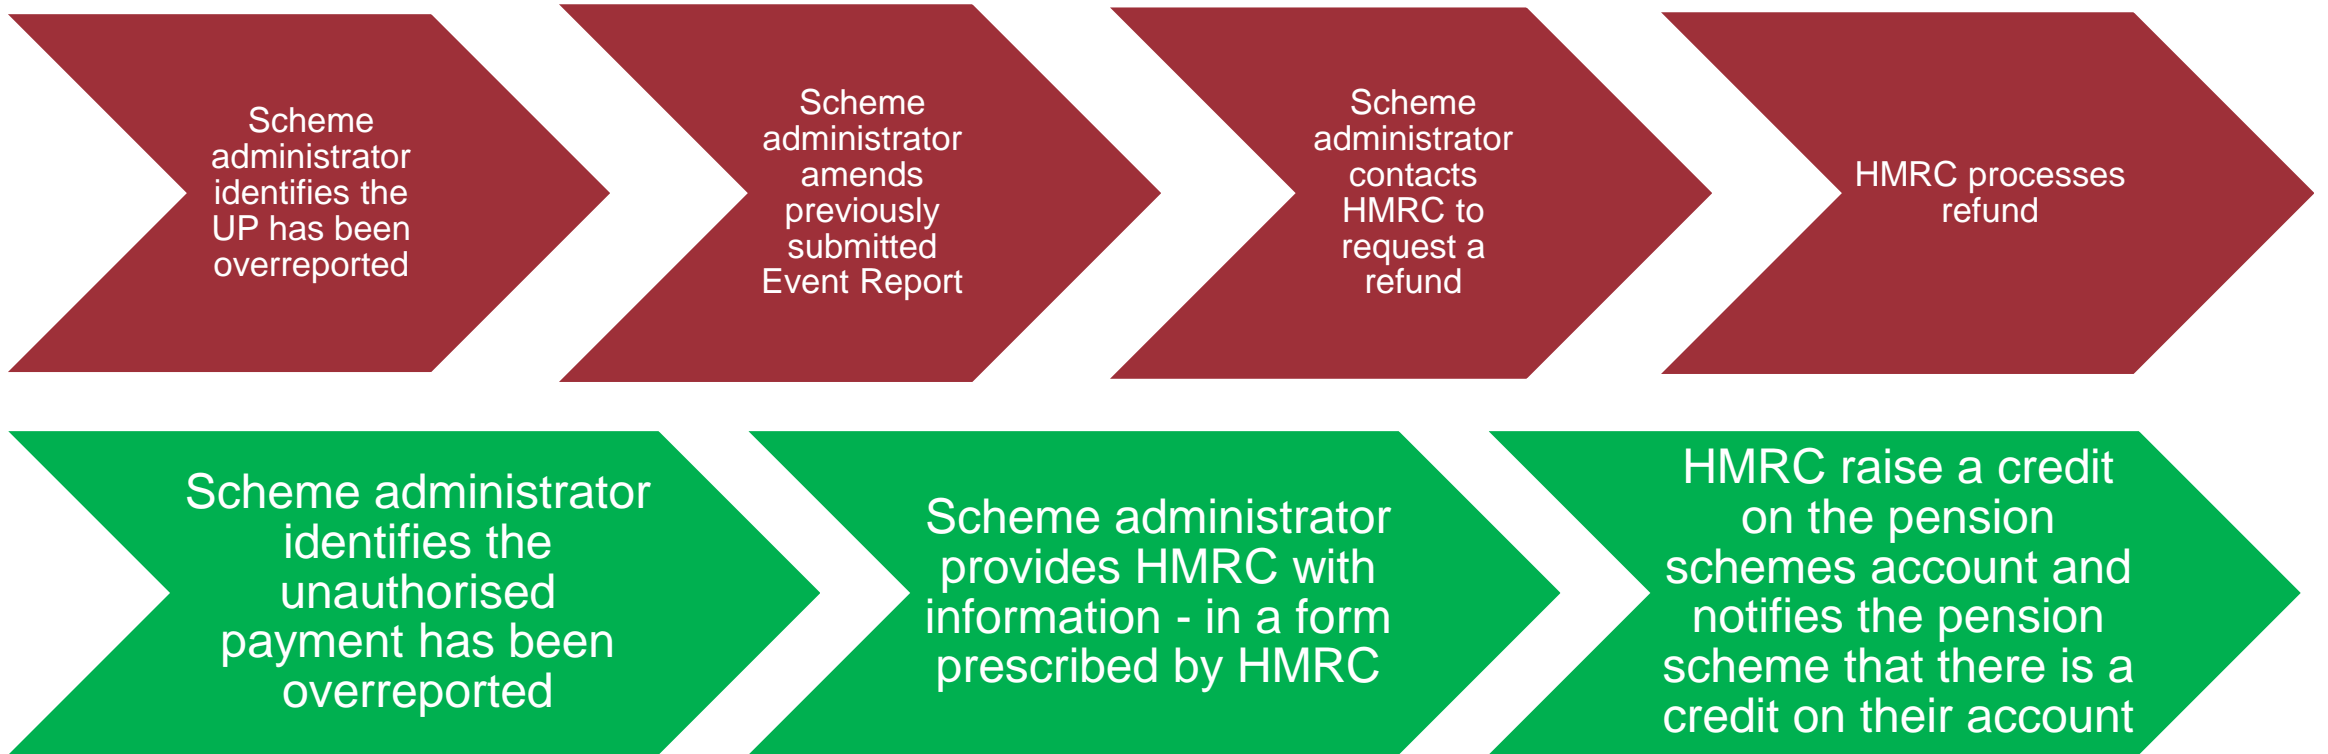 Scheme
administrator
identifies the
UP has been
overreported
Scheme
administrator
amends
previously
submitted
Event Report
Scheme
administrator
contacts
HMRC to
request a
refund
HMRC processes
refund
Scheme administrator
identifies the
unauthorised
payment has been
overreported
Scheme administrator
provides HMRC with
information - in a form
prescribed by HMRC
HMRC raise a credit
on the pension
schemes account and
notifies the pension
scheme that there is a
credit on their account